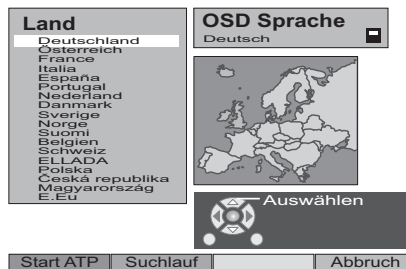 Land
Deutschland
Österreich
France
Italia
España
Portugal
Nederland
Danmark
Sverige
Norge
Suomi
Belgien
Schweiz
ELLADA
Polska
Česká republika
Magyarország
E.Eu
OSD Sprache
Deutsch
Auswählen
Start ATP
Suchlauf
Abbruch